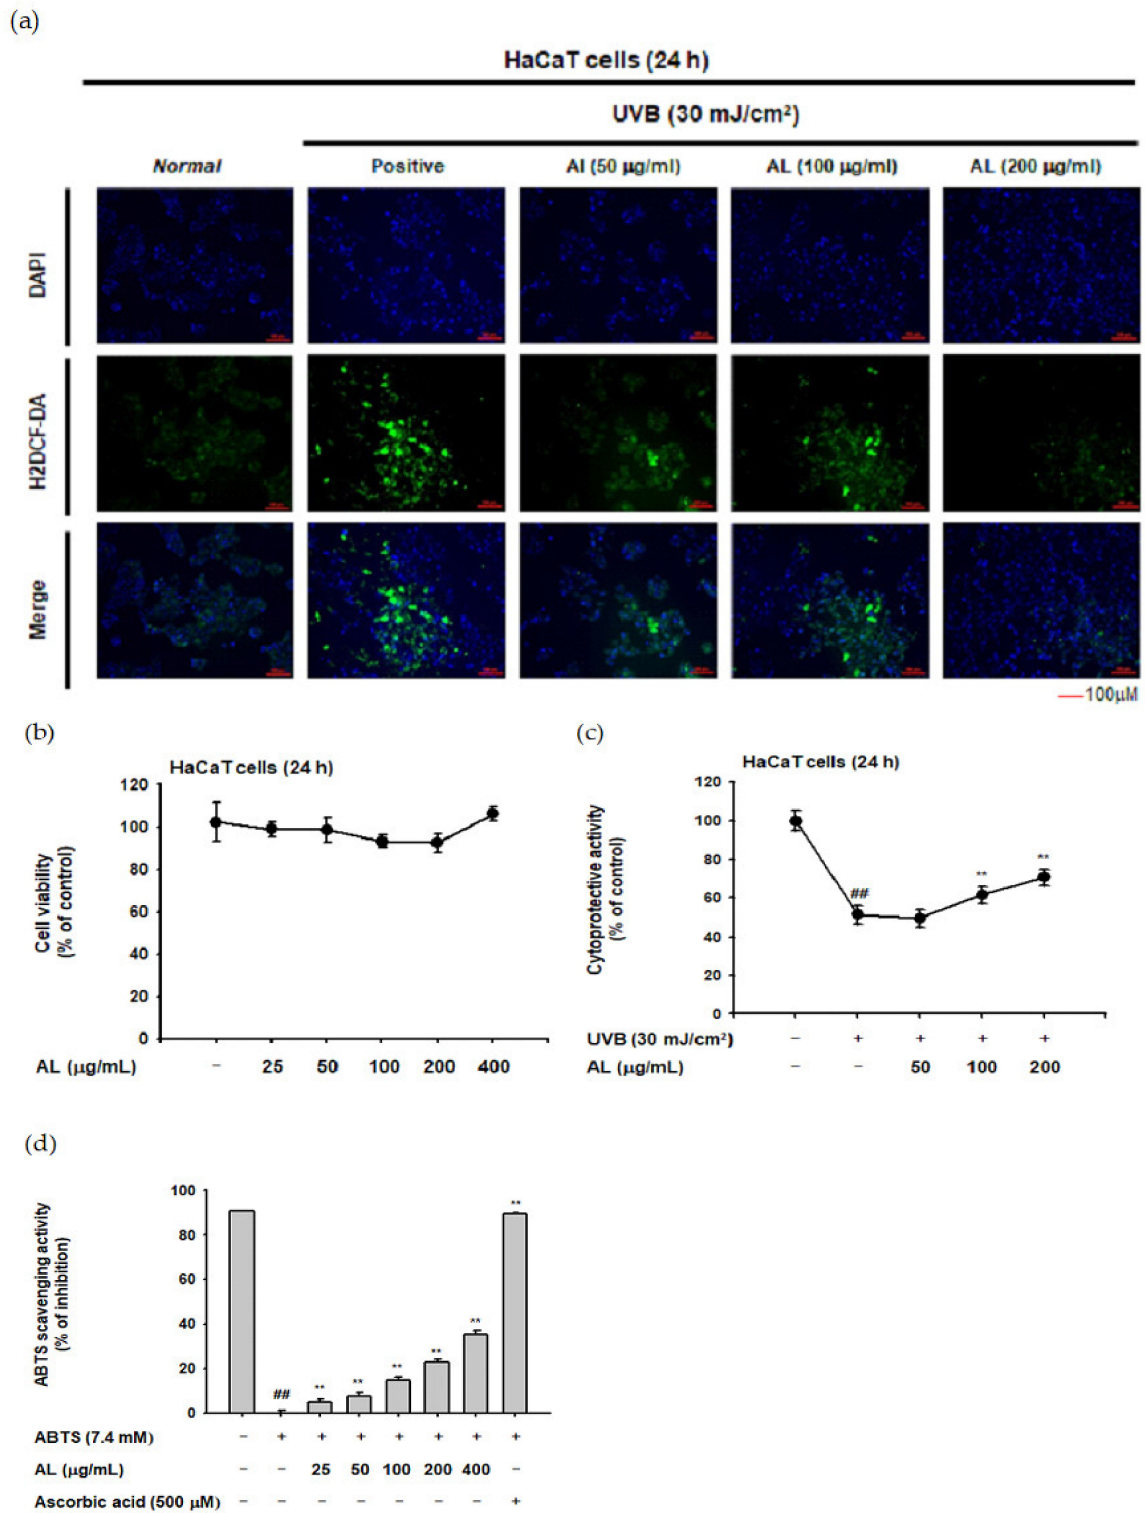 (a)
HaCaT cells (24 h)
UVB (30 mJ/cm²)
Normal Positive AI (50 µg/ml) AL (100 µg/ml) AL (200 µg/ml)
DAPI
H2DCF-DA
Merge
100µM
(b)
HaCaT cells (24 h)
Cell viability
(% of control)
120
100
80
60
40
20
0
AL (µg/mL) − 25 50 100 200 400
(c)
HaCaT cells (24 h)
Cytoprotective activity
(% of control)
120
100
80
60
40
20
0
##
**
**
UVB (30 mJ/cm²) − + + + +
AL (µg/mL) − − 50 100 200
(d)
ABTS scavenging activity
(% of inhibition)
100
80
60
40
20
0
##
**
**
**
**
**
**
ABTS (7.4 mM) − + + + + + + +
AL (µg/mL) − − 25 50 100 200 400 −
Ascorbic acid (500 µM) − − − − − − − +